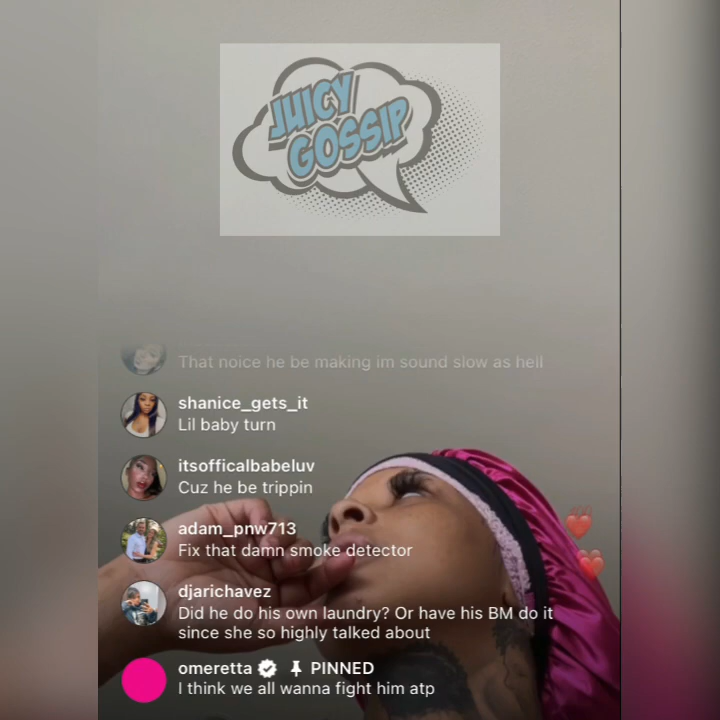 JUICY
GOSSIP
That noice he be making im sound slow as hell
shanice_gets_it
Lil baby turn
itsofficalbabeluv
Cuz he be trippin
adam_pnw713
Fix that damn smoke detector
djarichavez
Did he do his own laundry? Or have his BM do it
since she so highly talked about
omeretta PINNED
I think we all wanna fight him atp